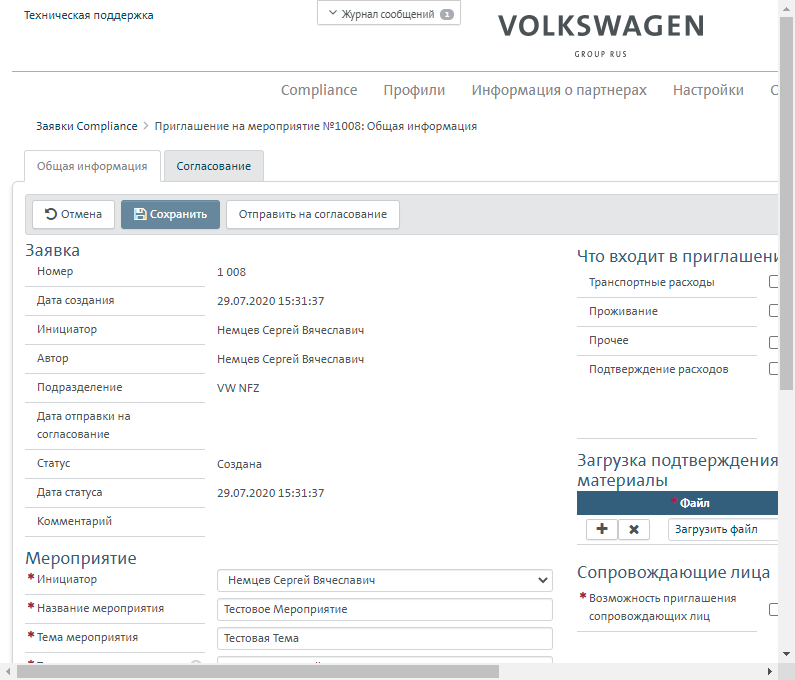 Техническая поддержка
Журнал сообщений 1
VOLKSWAGEN
GROUP RUS
Compliance Профили Информация о партнерах Настройки
Заявки Compliance > Приглашение на мероприятие №1008: Общая информация
Общая информация Согласование
Отмена Сохранить Отправить на согласование
Заявка
Номер 1 008
Дата создания 29.07.2020 15:31:37
Инициатор Немцев Сергей Вячеславич
Автор Немцев Сергей Вячеславич
Подразделение VW NFZ
Дата отправки на
согласование
Статус Создана
Дата статуса 29.07.2020 15:31:37
Комментарий
Мероприятие
* Инициатор Немцев Сергей Вячеславич
* Название мероприятия Тестовое Мероприятие
* Тема мероприятия Тестовая Тема
Что входит в приглашени
Транспортные расходы
Проживание
Прочее
Подтверждение расходов
Загрузка подтверждения
материалы
* Файл
Загрузить файл
Сопровождающие лица
* Возможность приглашения
сопровождающих лиц